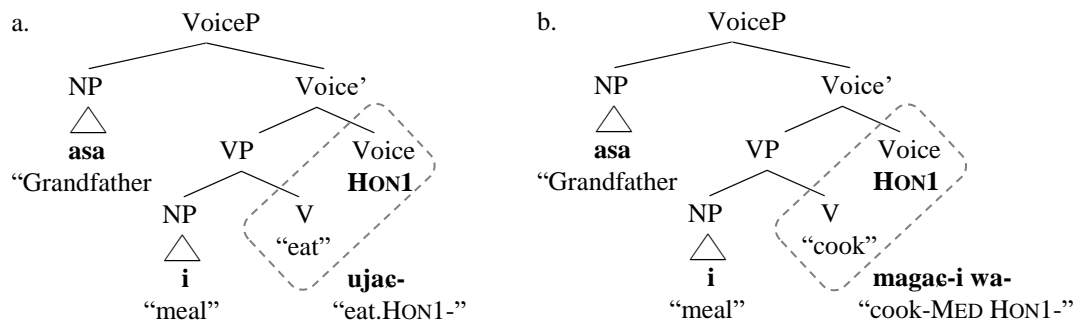 a. VoiceP
NP Voice’
asa VP Voice
“Grandfather HON1
NP V
“eat”
i ujaɕ-
“meal” “eat.HON1-”
b. VoiceP
NP Voice’
asa VP Voice
“Grandfather HON1
NP V
“cook”
i magaɕ-i wa-
“meal” “cook-MED HON1-”